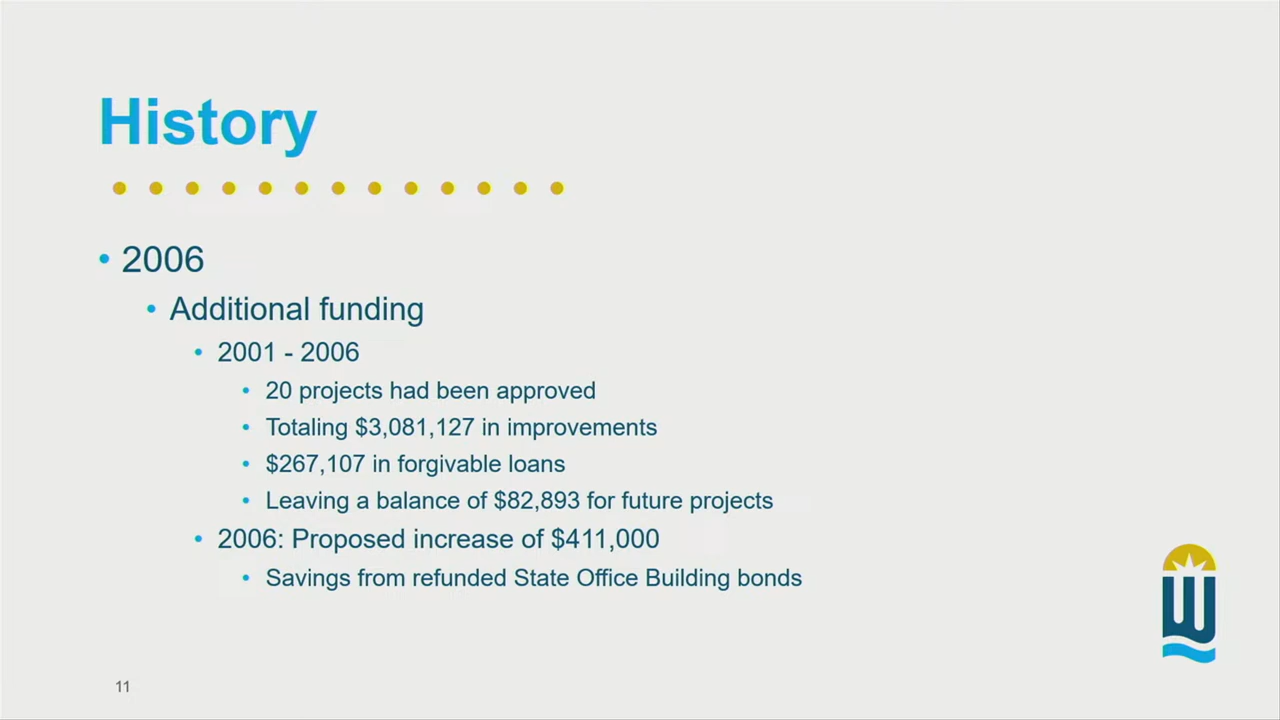 History
• 2006
• Additional funding
• 2001 - 2006
• 20 projects had been approved
• Totaling $3,081,127 in improvements
• $267,107 in forgivable loans
• Leaving a balance of $82,893 for future projects
• 2006: Proposed increase of $411,000
• Savings from refunded State Office Building bonds
W
11